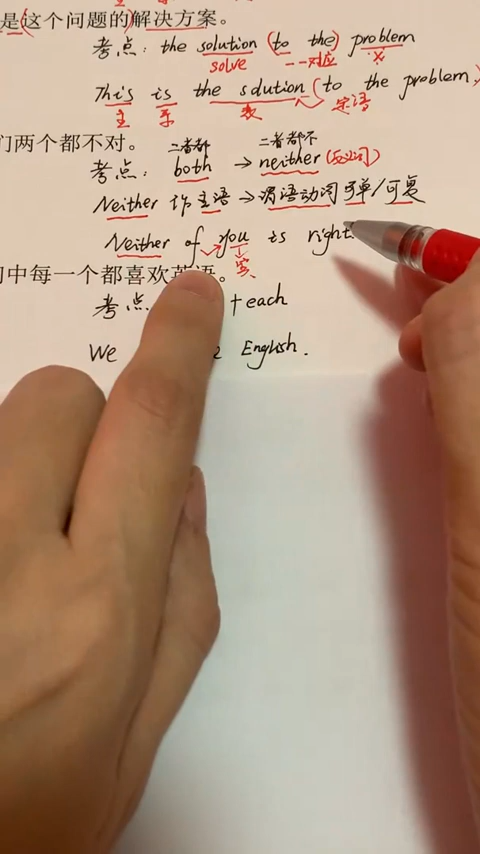 是(这个问题的)解决方案。
考点: the solution (to the) problem
solve 一一对应 义
This is the solution (to the problem)
主 系 表 定语
们两个都不对。
二者都 二者都不
考点: both → neither (反义词)
Neither 作主语 → 谓语动词可单/可复
Neither of you is right.
宾
们中每一个都喜欢英语。
考点 + each
We English.